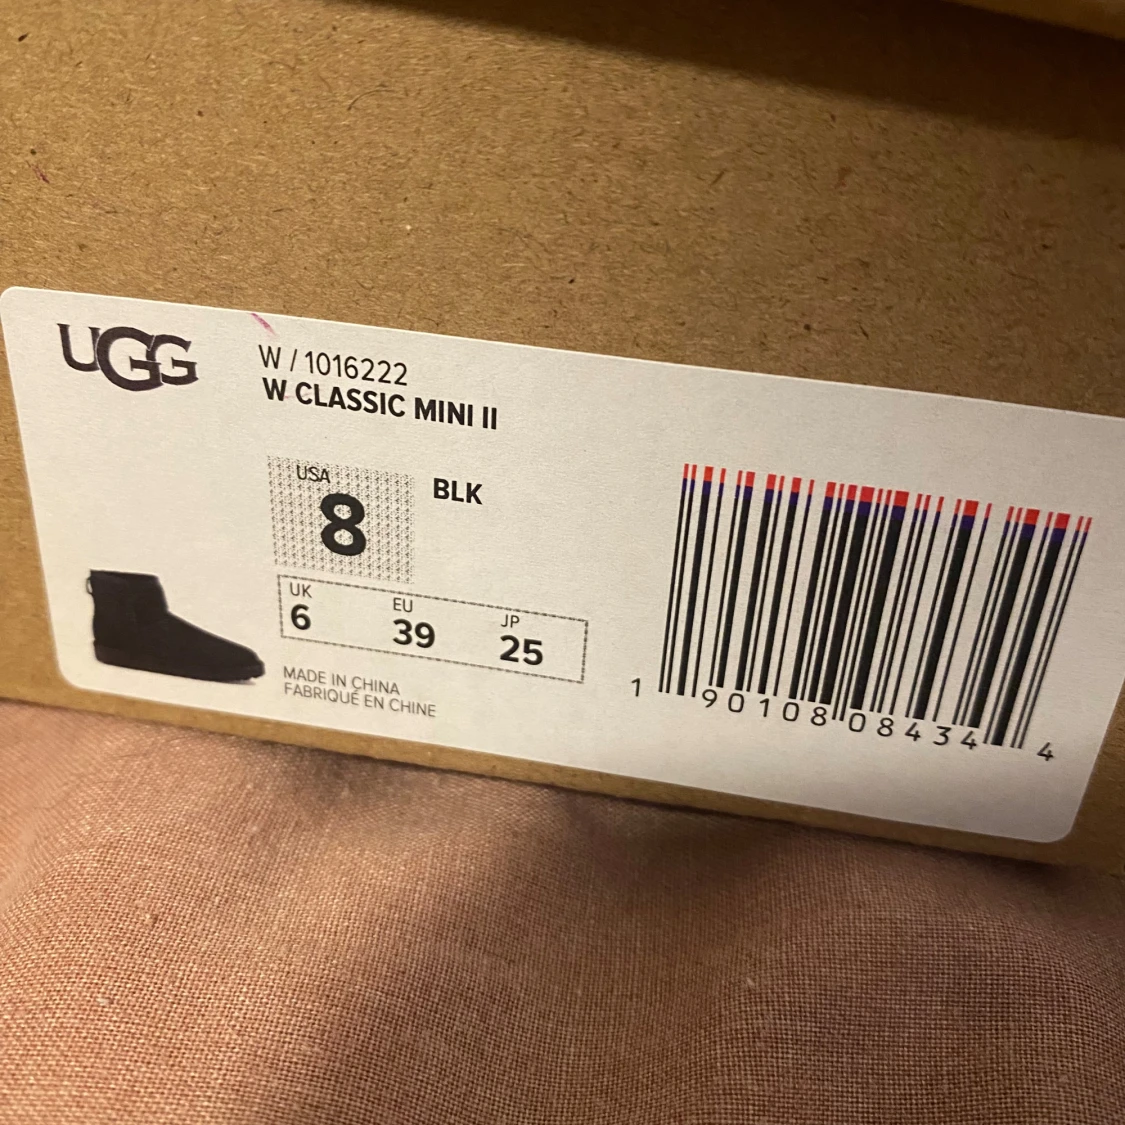 UGG
W / 1016222
W CLASSIC MINI II
USA
8
BLK
UK
6
EU
39
JP
25
MADE IN CHINA
FABRIQUÉ EN CHINE
1 90108 08434 4